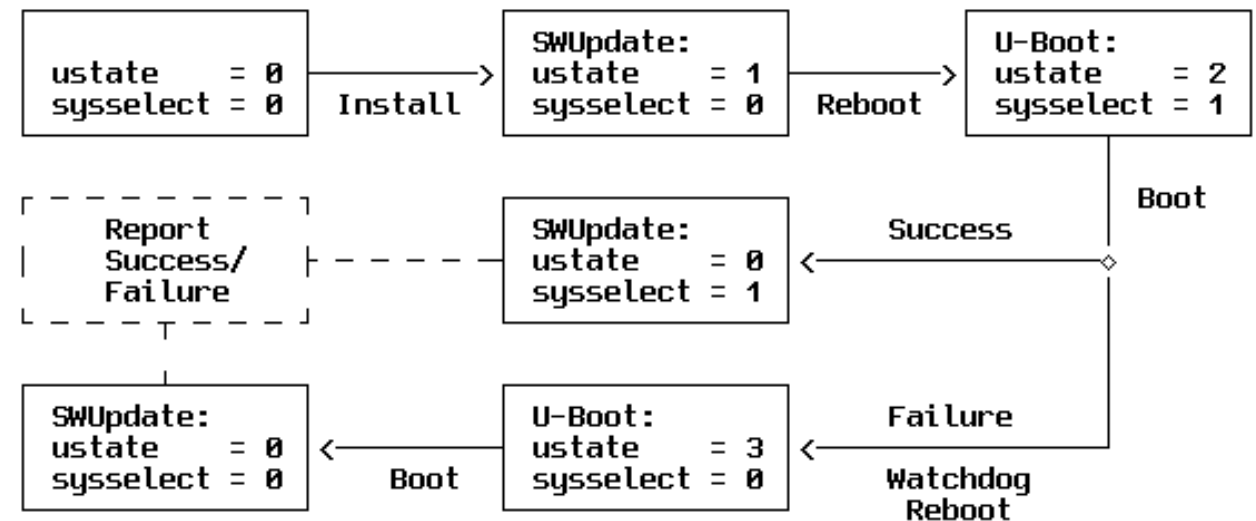 ustate = 0
sysselect = 0
Install
SWUpdate:
ustate = 1
sysselect = 0
Reboot
U-Boot:
ustate = 2
sysselect = 1
Boot
Report
Success/
Failure
SWUpdate:
ustate = 0
sysselect = 1
Success
SWUpdate:
ustate = 0
sysselect = 0
Boot
U-Boot:
ustate = 3
sysselect = 0
Failure
Watchdog
Reboot